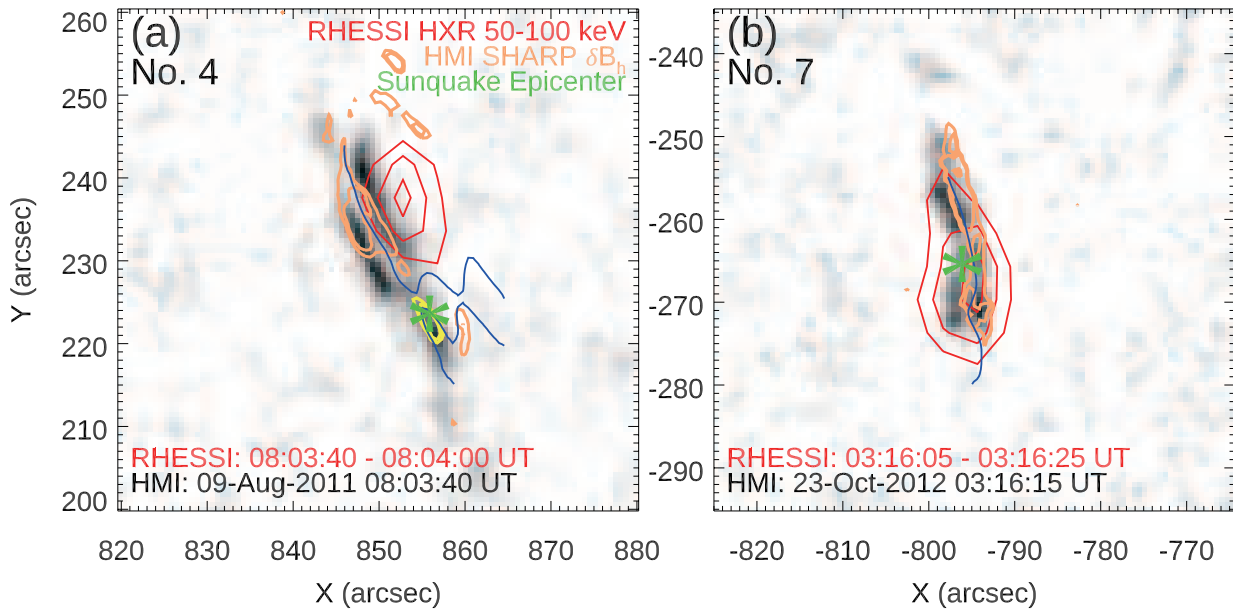 (a)
No. 4
RHESSI HXR 50-100 keV
HMI SHARP δBh
Sunquake Epicenter
RHESSI: 08:03:40 - 08:04:00 UT
HMI: 09-Aug-2011 08:03:40 UT
260
250
240
230
220
210
200
820 830 840 850 860 870 880
X (arcsec)
Y (arcsec)
(b)
No. 7
RHESSI: 03:16:05 - 03:16:25 UT
HMI: 23-Oct-2012 03:16:15 UT
-240
-250
-260
-270
-280
-290
-820 -810 -800 -790 -780 -770
X (arcsec)